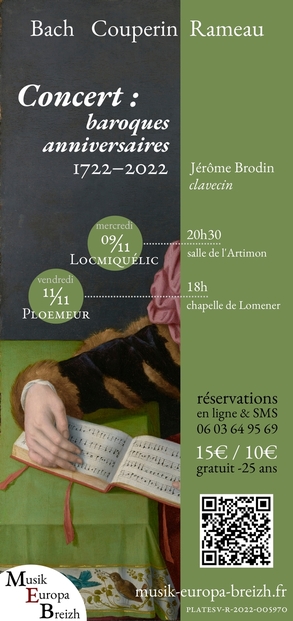 Bach Couperin Rameau
Concert :
baroques
anniversaires
1722–2022
Jérôme Brodin
clavecin
mercredi
09/11
Locmiquélic
20h30
salle de l'Artimon
vendredi
11/11
Ploemeur
18h
chapelle de Lomener
réservations
en ligne & SMS
06 03 64 95 69
15€ / 10€
gratuit -25 ans
Musik
Europa
Breizh
musik-europa-breizh.fr
PLATESV-R-2022-005970